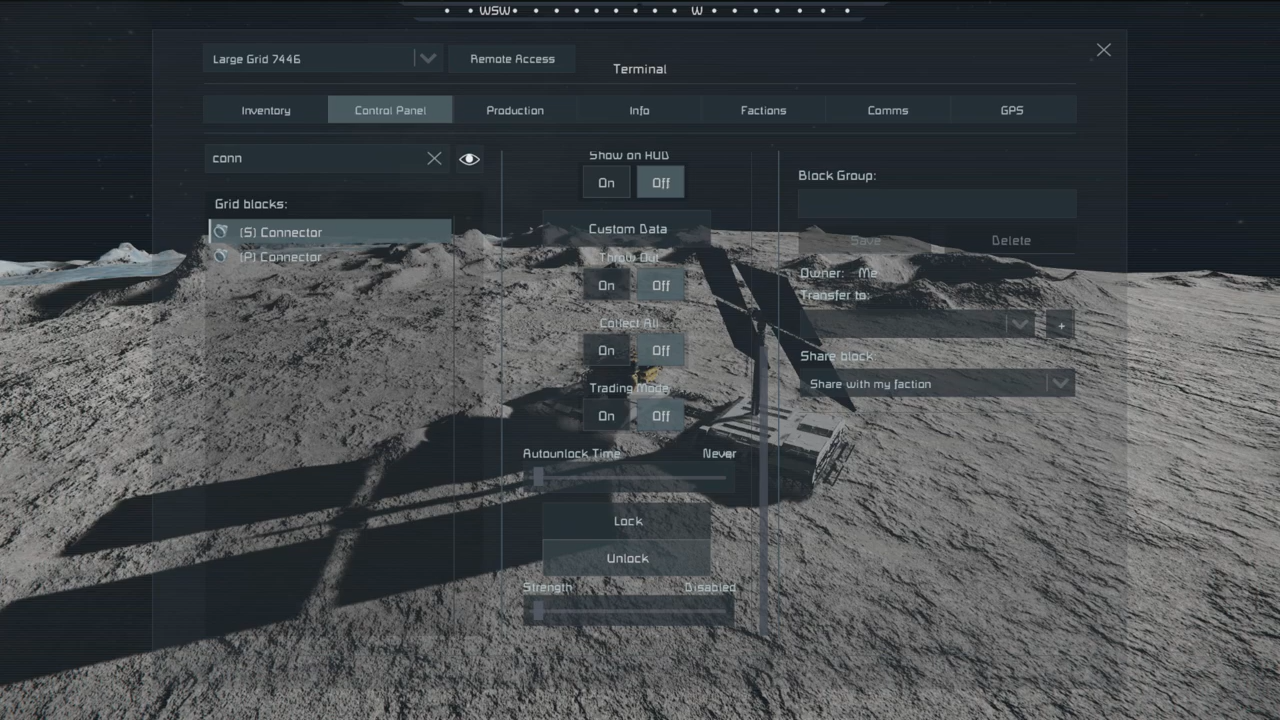 WSW W
Large Grid 7446
Remote Access
Terminal
Inventory
Control Panel
Production
Info
Factions
Comms
GPS
conn
Grid blocks:
(S) Connector
(P) Connector
Show on HUD
On Off
Custom Data
Throw Out
On Off
Collect All
On Off
Trading Mode
On Off
Autounlock Time Never
Lock
Unlock
Strength Disabled
Block Group:
Save Delete
Owner: Me
Transfer to:
+
Share block
Share with my faction